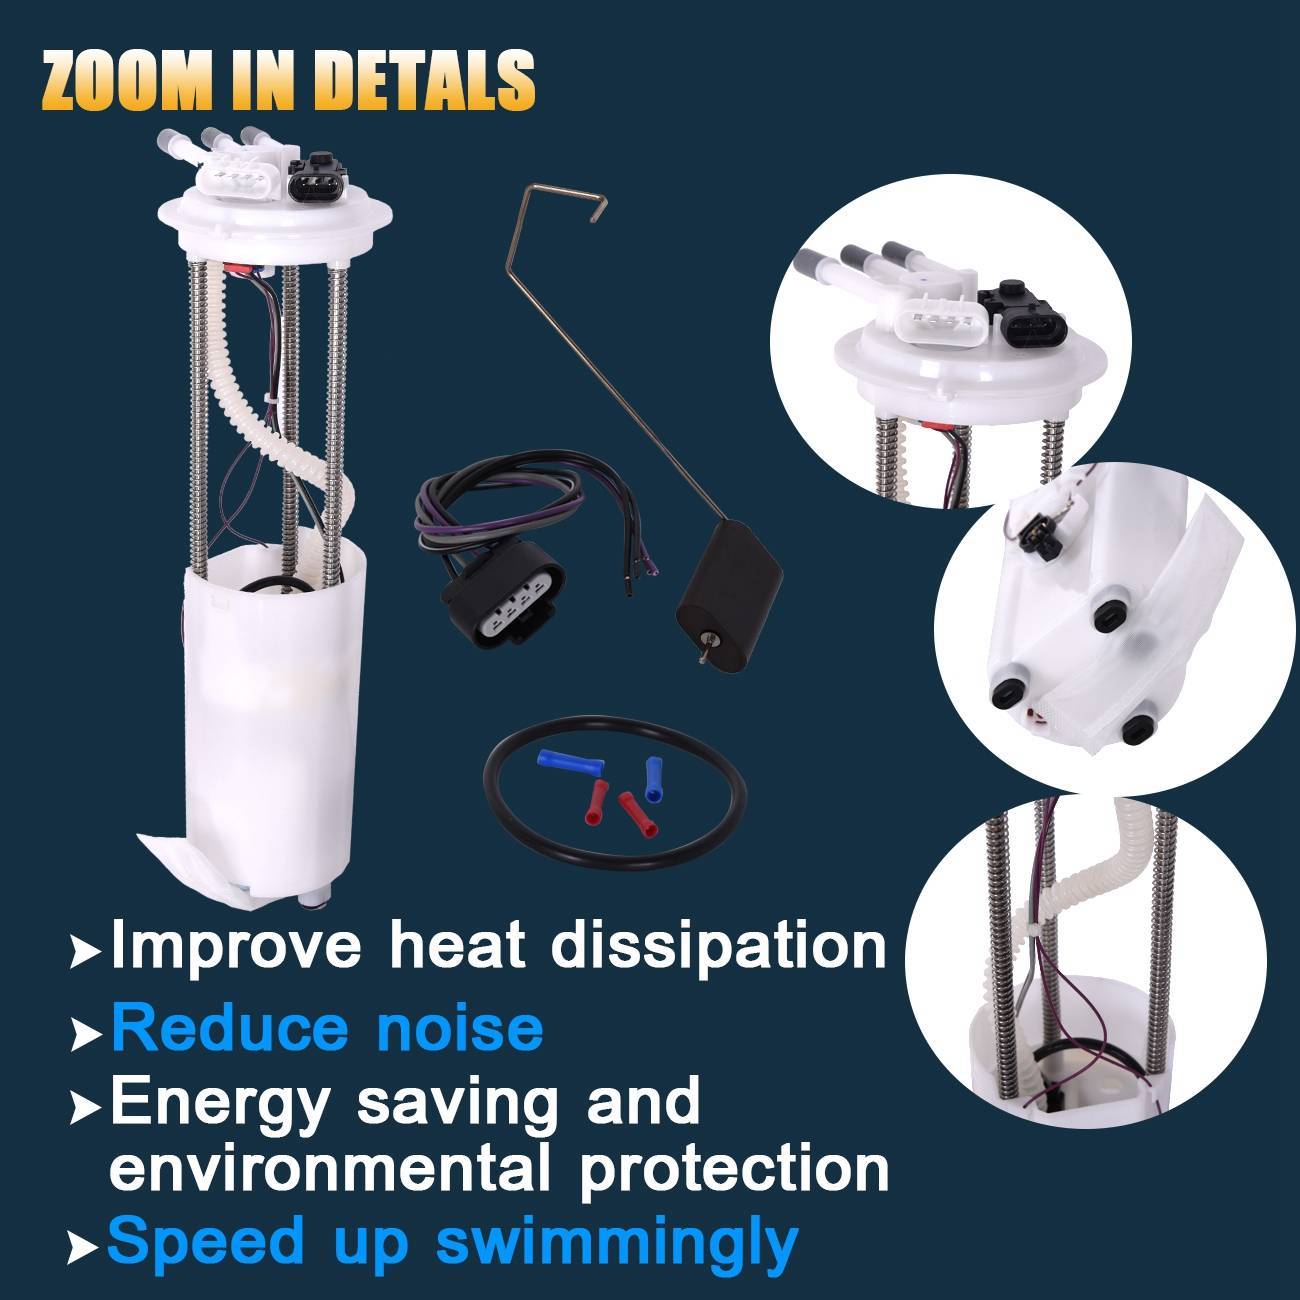 ZOOM IN DETALS
Improve heat dissipation
Reduce noise
Energy saving and
environmental protection
Speed up swimmingly